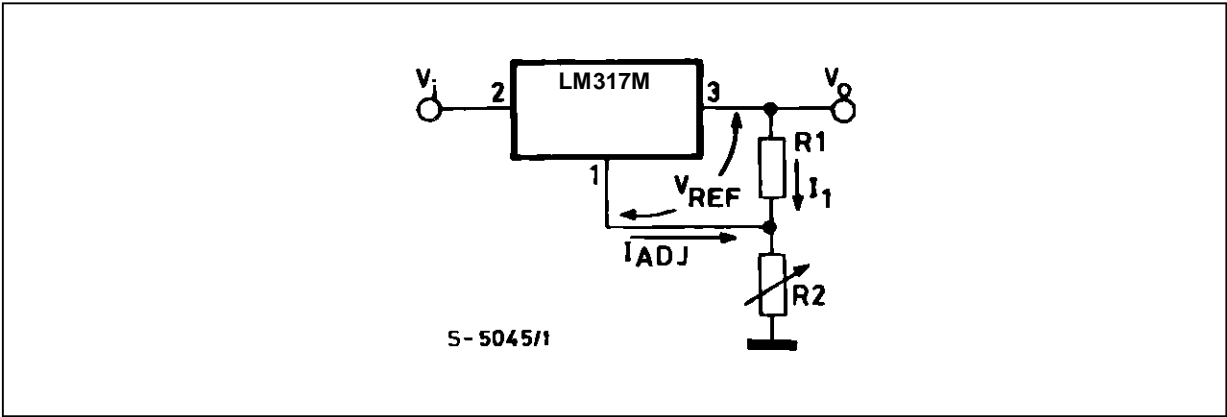 LM317M
Vi
2
3
VO
R1
1
I1
VREF
IADJ
R2
S-5045/1